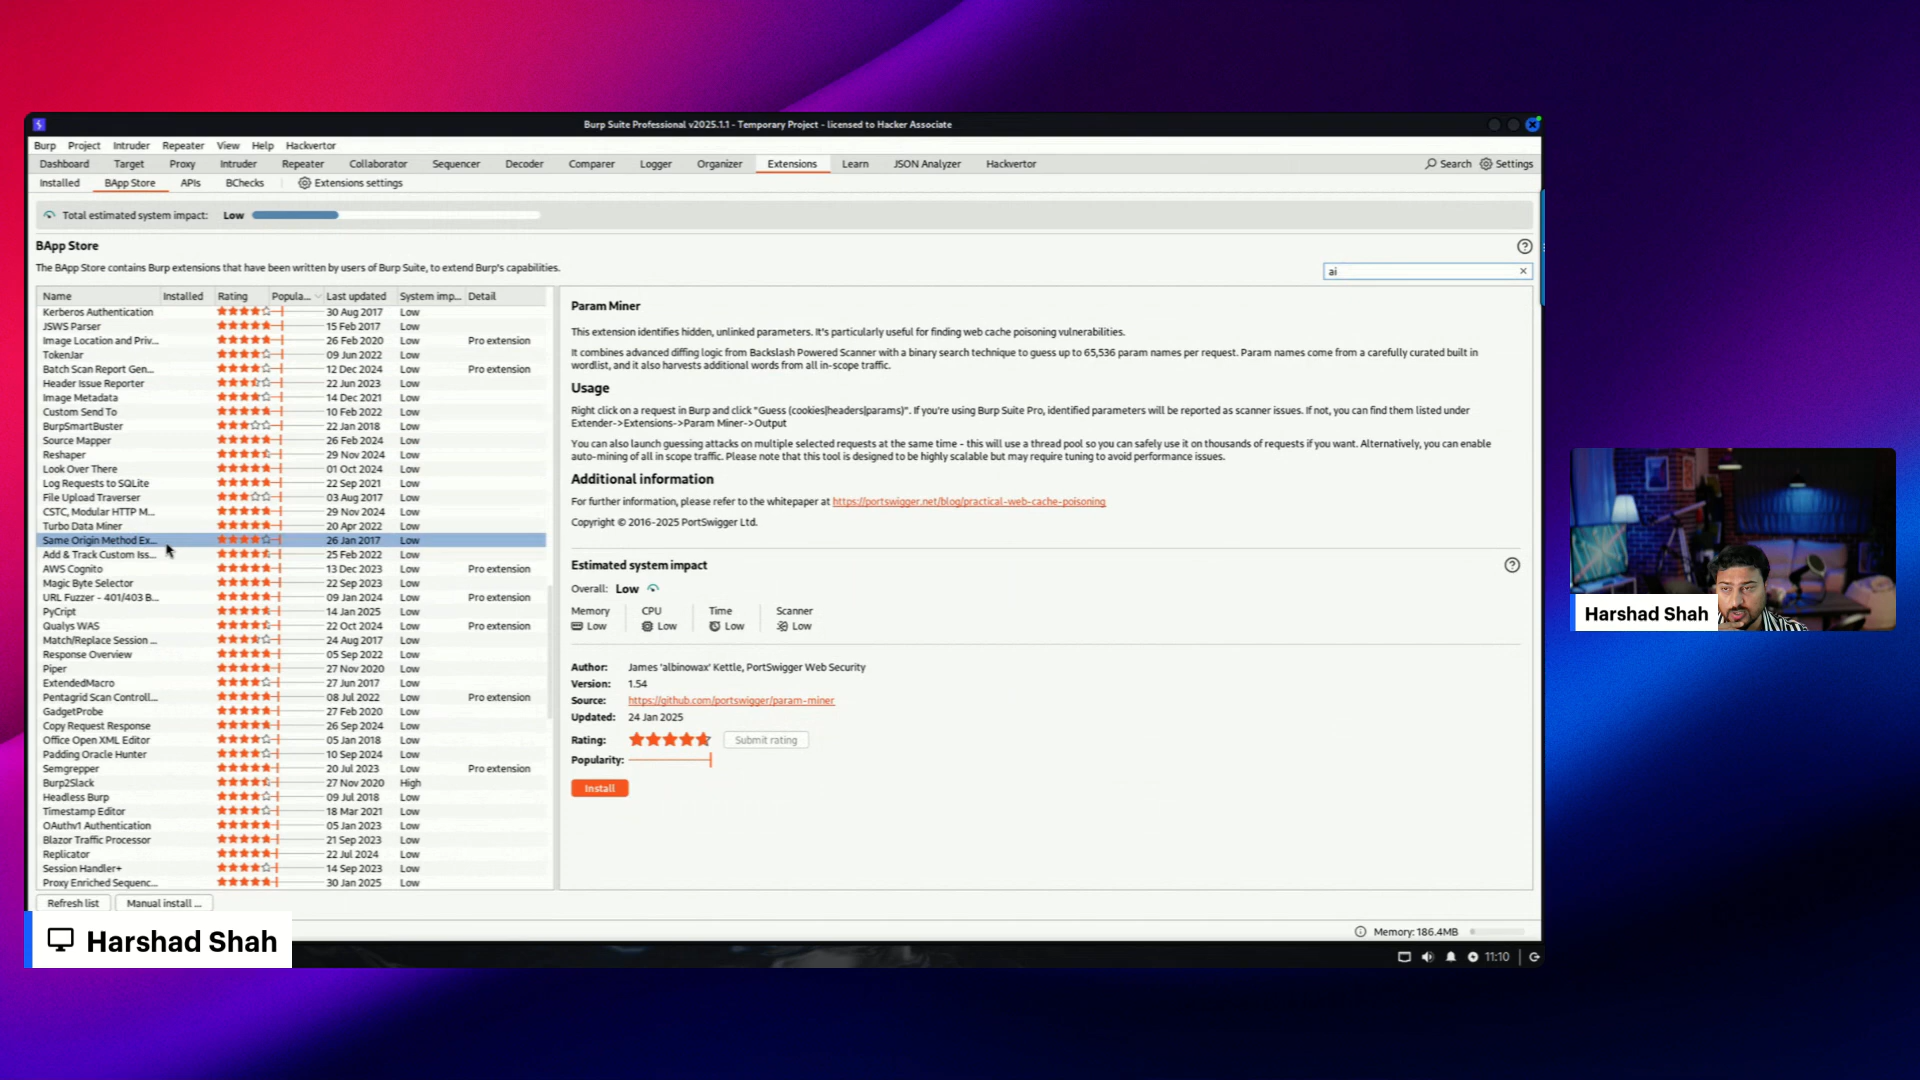 Burp Suite Professional v2025.1.1 - Temporary Project - licensed to Hacker Associate
Burp Project Intruder Repeater View Help Hackvertor
Dashboard Target Proxy Intruder Repeater Collaborator Sequencer Decoder Comparer Logger Organizer Extensions Learn JSON Analyzer Hackvertor Search Settings
Installed BApp Store APIs BChecks Extensions settings
Total estimated system impact: Low
BApp Store
The BApp Store contains Burp extensions that have been written by users of Burp Suite, to extend Burp's capabilities.
ai
Name Installed Rating Popula... Last updated System imp... Detail
Kerberos Authentication 30 Aug 2017 Low
JSWS Parser 15 Feb 2017 Low
Image Location and Priv... 26 Feb 2020 Low Pro extension
TokenJar 09 Jun 2022 Low
Batch Scan Report Gen... 12 Dec 2024 Low Pro extension
Header Issue Reporter 22 Jun 2023 Low
Image Metadata 14 Dec 2021 Low
Custom Send To 10 Feb 2022 Low
BurpSmartBuster 22 Jan 2018 Low
Source Mapper 26 Feb 2024 Low
Reshaper 29 Nov 2024 Low
Look Over There 01 Oct 2024 Low
Log Requests to SQLite 22 Sep 2021 Low
File Upload Traverser 03 Aug 2017 Low
CSTC, Modular HTTP M... 29 Nov 2024 Low
Turbo Data Miner 20 Apr 2022 Low
Same Origin Method Ex... 26 Jan 2017 Low
Add & Track Custom Iss... 25 Feb 2022 Low
AWS Cognito 13 Dec 2023 Low Pro extension
Magic Byte Selector 22 Sep 2023 Low
URL Fuzzer - 401/403 B... 09 Jan 2024 Low Pro extension
PyCript 14 Jan 2025 Low
Qualys WAS 22 Oct 2024 Low Pro extension
Match/Replace Session ... 24 Aug 2017 Low
Response Overview 05 Sep 2022 Low
Piper 27 Nov 2020 Low
ExtendedMacro 27 Jun 2017 Low
Pentagrid Scan Controll... 08 Jul 2022 Low Pro extension
GadgetProbe 27 Feb 2020 Low
Copy Request Response 26 Sep 2024 Low
Office Open XML Editor 05 Jan 2018 Low
Padding Oracle Hunter 10 Sep 2024 Low
Semgrepper 20 Jul 2023 Low Pro extension
Burp2Slack 27 Nov 2020 High
Headless Burp 09 Jul 2018 Low
Timestamp Editor 18 Mar 2021 Low
OAuthv1 Authentication 05 Jan 2023 Low
Blazor Traffic Processor 21 Sep 2023 Low
Replicator 22 Jul 2024 Low
Session Handler+ 14 Sep 2023 Low
Proxy Enriched Sequenc... 30 Jan 2025 Low
Refresh list Manual install ...
Param Miner
This extension identifies hidden, unlinked parameters. It's particularly useful for finding web cache poisoning vulnerabilities.
It combines advanced diffing logic from Backslash Powered Scanner with a binary search technique to guess up to 65,536 param names per request. Param names come from a carefully curated built in
wordlist, and it also harvests additional words from all in-scope traffic.
Usage
Right click on a request in Burp and click "Guess (cookies|headers|params)". If you're using Burp Suite Pro, identified parameters will be reported as scanner issues. If not, you can find them listed under
Extender->Extensions->Param Miner->Output
You can also launch guessing attacks on multiple selected requests at the same time - this will use a thread pool so you can safely use it on thousands of requests if you want. Alternatively, you can enable
auto-mining of all in scope traffic. Please note that this tool is designed to be highly scalable but may require tuning to avoid performance issues.
Additional information
For further information, please refer to the whitepaper at https://portswigger.net/blog/practical-web-cache-poisoning
Copyright © 2016-2025 PortSwigger Ltd.
Estimated system impact
Overall: Low
Memory CPU Time Scanner
Low Low Low Low
Author: James 'albinowax' Kettle, PortSwigger Web Security
Version: 1.54
Source: https://github.com/portswigger/param-miner
Updated: 24 Jan 2025
Rating: Submit rating
Popularity:
Install
Memory: 186.4MB
11:10
Harshad Shah
Harshad Shah